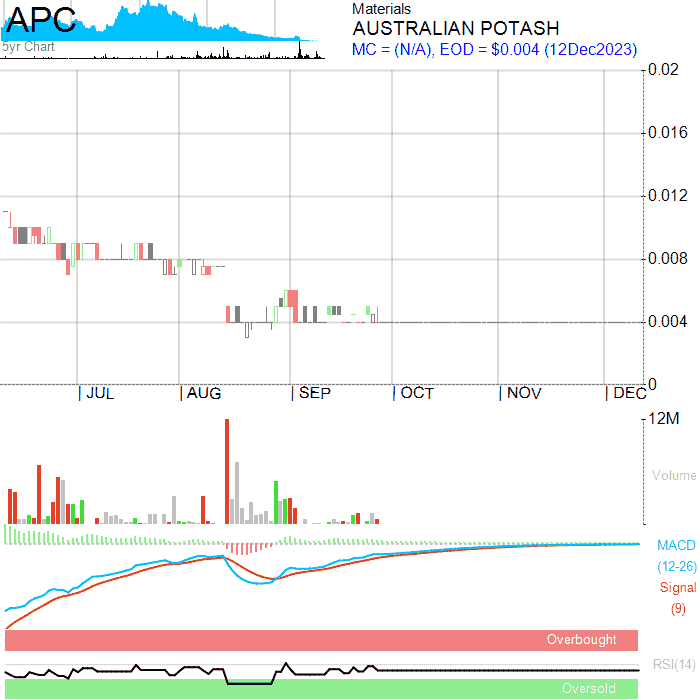 APC
5yr Chart
Materials
AUSTRALIAN POTASH
MC = (N/A), EOD = $0.004 (12Dec2023)
0.02
0.016
0.012
0.008
0.004
0
JUL
AUG
SEP
OCT
NOV
DEC
12M
Volume
MACD
(12-26)
Signal
(9)
Overbought
RSI(14)
Oversold